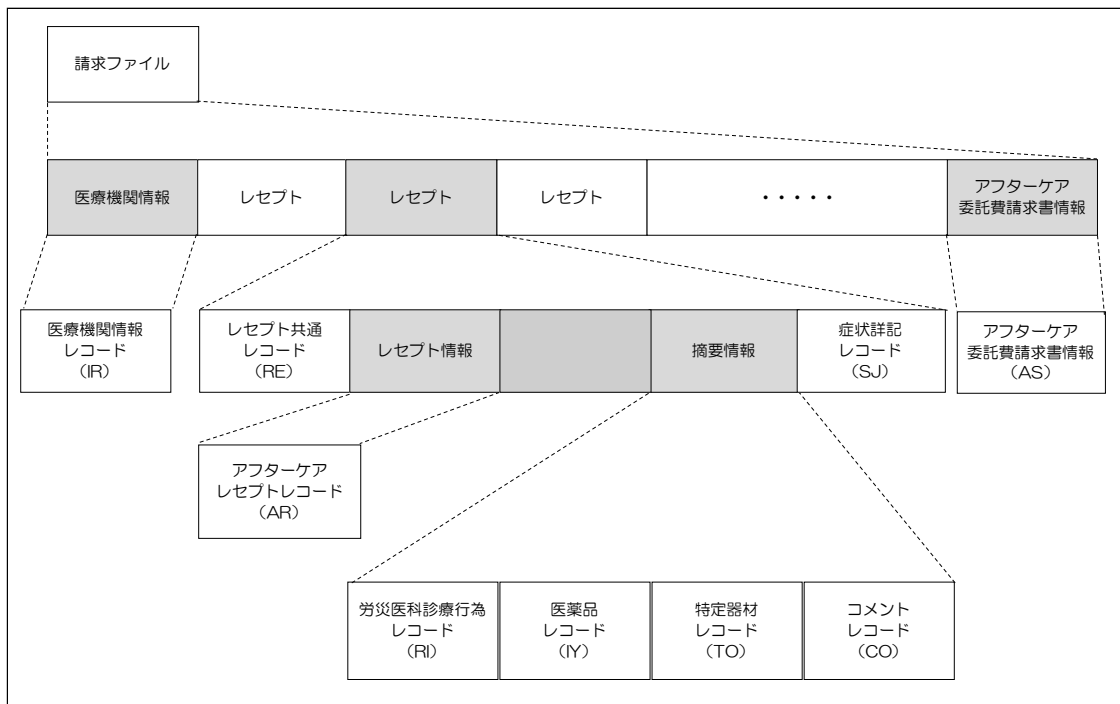 請求ファイル
医療機関情報
レセプト
レセプト
レセプト
・・・・・
アフターケア
委託費請求書情報
医療機関情報
レコード
(IR)
レセプト共通
レコード
(RE)
レセプト情報
摘要情報
症状詳記
レコード
(SJ)
アフターケア
委託費請求書情報
(AS)
アフターケア
レセプトレコード
(AR)
労災医科診療行為
レコード
(RI)
医薬品
レコード
(IY)
特定器材
レコード
(TO)
コメント
レコード
(CO)